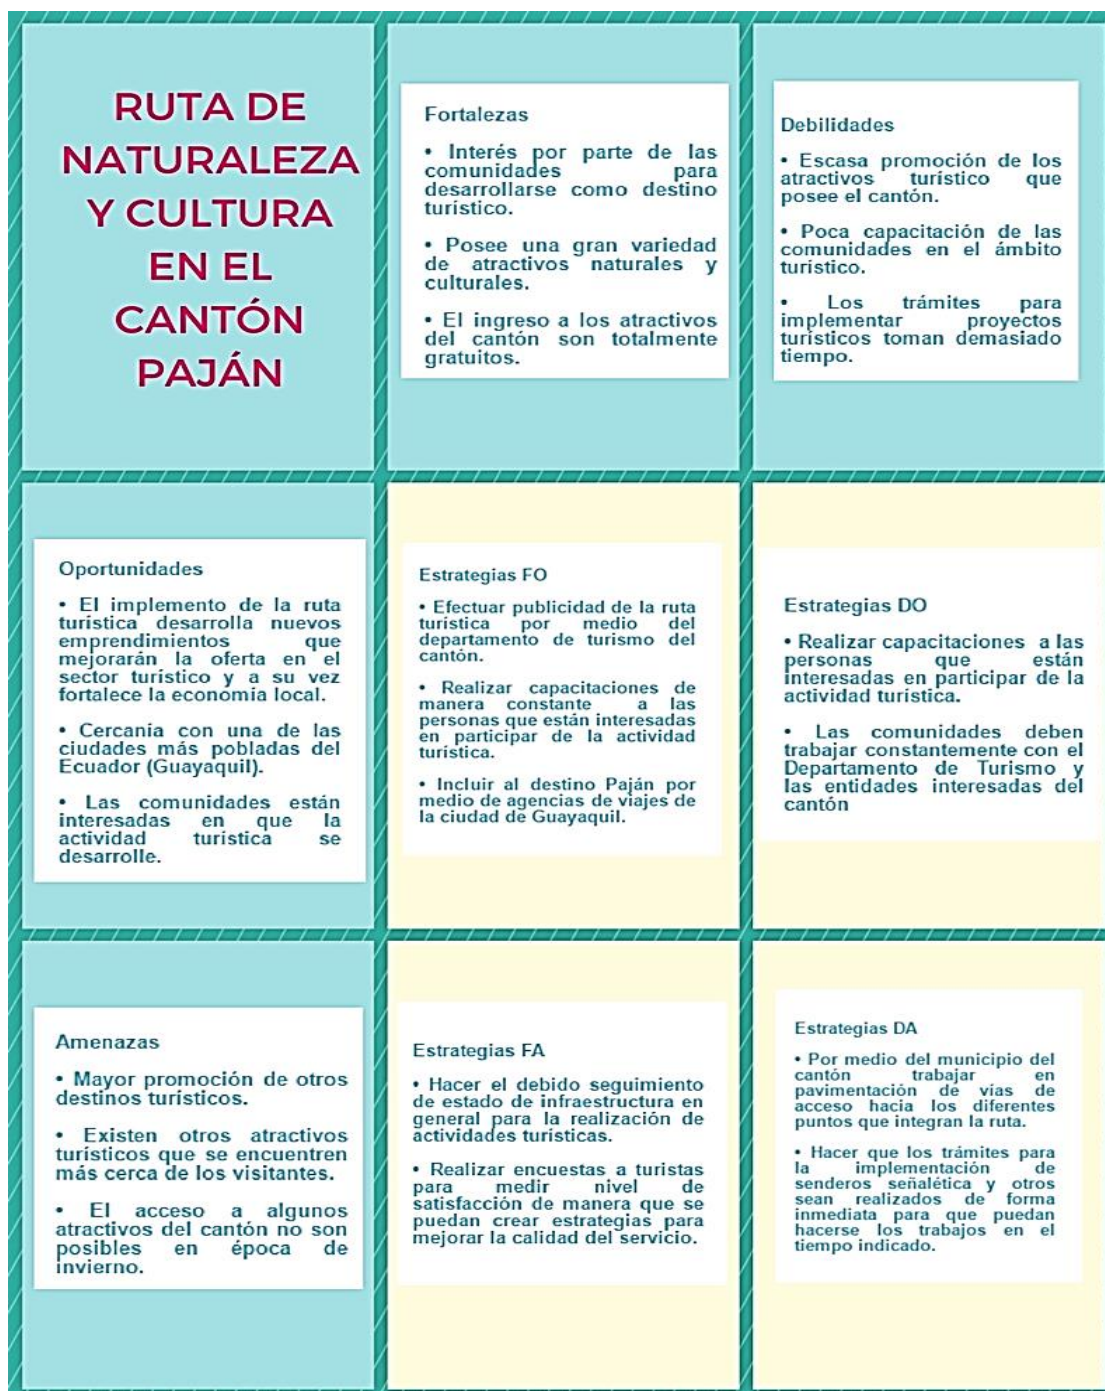 RUTA DE
NATURALEZA
Y CULTURA
EN EL
CANTÓN
PAJÁN
Fortalezas
• Interés por parte de las
comunidades para
desarrollarse como destino
turístico.
• Posee una gran variedad
de atractivos naturales y
culturales.
• El ingreso a los atractivos
del cantón son totalmente
gratuitos.
Debilidades
• Escasa promoción de los
atractivos turístico que
posee el cantón.
• Poca capacitación de las
comunidades en el ámbito
turístico.
• Los trámites para
implementar proyectos
turísticos toman demasiado
tiempo.
Oportunidades
• El implemento de la ruta
turística desarrolla nuevos
emprendimientos que
mejorarán la oferta en el
sector turístico y a su vez
fortalece la economía local.
• Cercanía con una de las
ciudades más pobladas del
Ecuador (Guayaquil).
• Las comunidades están
interesadas en que la
actividad turística se
desarrolle.
Estrategias FO
• Efectuar publicidad de la ruta
turística por medio del
departamento de turismo del
cantón.
• Realizar capacitaciones de
manera constante a las
personas que están interesadas
en participar de la actividad
turística.
• Incluir al destino Paján por
medio de agencias de viajes de
la ciudad de Guayaquil.
Estrategias DO
• Realizar capacitaciones a las
personas que están
interesadas en participar de la
actividad turística.
• Las comunidades deben
trabajar constantemente con el
Departamento de Turismo y
las entidades interesadas del
cantón
Amenazas
• Mayor promoción de otros
destinos turísticos.
• Existen otros atractivos
turísticos que se encuentren
más cerca de los visitantes.
• El acceso a algunos
atractivos del cantón no son
posibles en época de
invierno.
Estrategias FA
• Hacer el debido seguimiento
de estado de infraestructura en
general para la realización de
actividades turísticas.
• Realizar encuestas a turistas
para medir nivel de
satisfacción de manera que se
puedan crear estrategias para
mejorar la calidad del servicio.
Estrategias DA
• Por medio del municipio del
cantón trabajar en
pavimentación de vías de
acceso hacia los diferentes
puntos que integran la ruta.
• Hacer que los trámites para
la implementación de
senderos señalética y otros
sean realizados de forma
inmediata para que puedan
hacerse los trabajos en el
tiempo indicado.